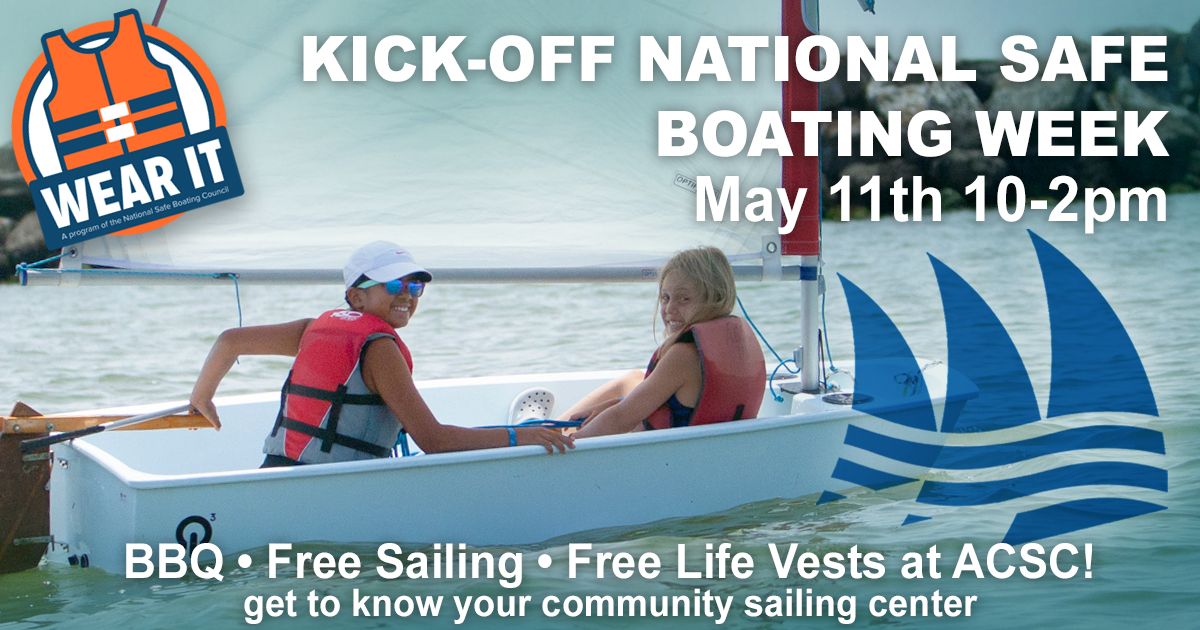 KICK-OFF NATIONAL SAFE
BOATING WEEK
May 11th 10-2pm
WEAR IT
A program of the National Safe Boating Council
3
BBQ • Free Sailing • Free Life Vests at ACSC!
get to know your community sailing center